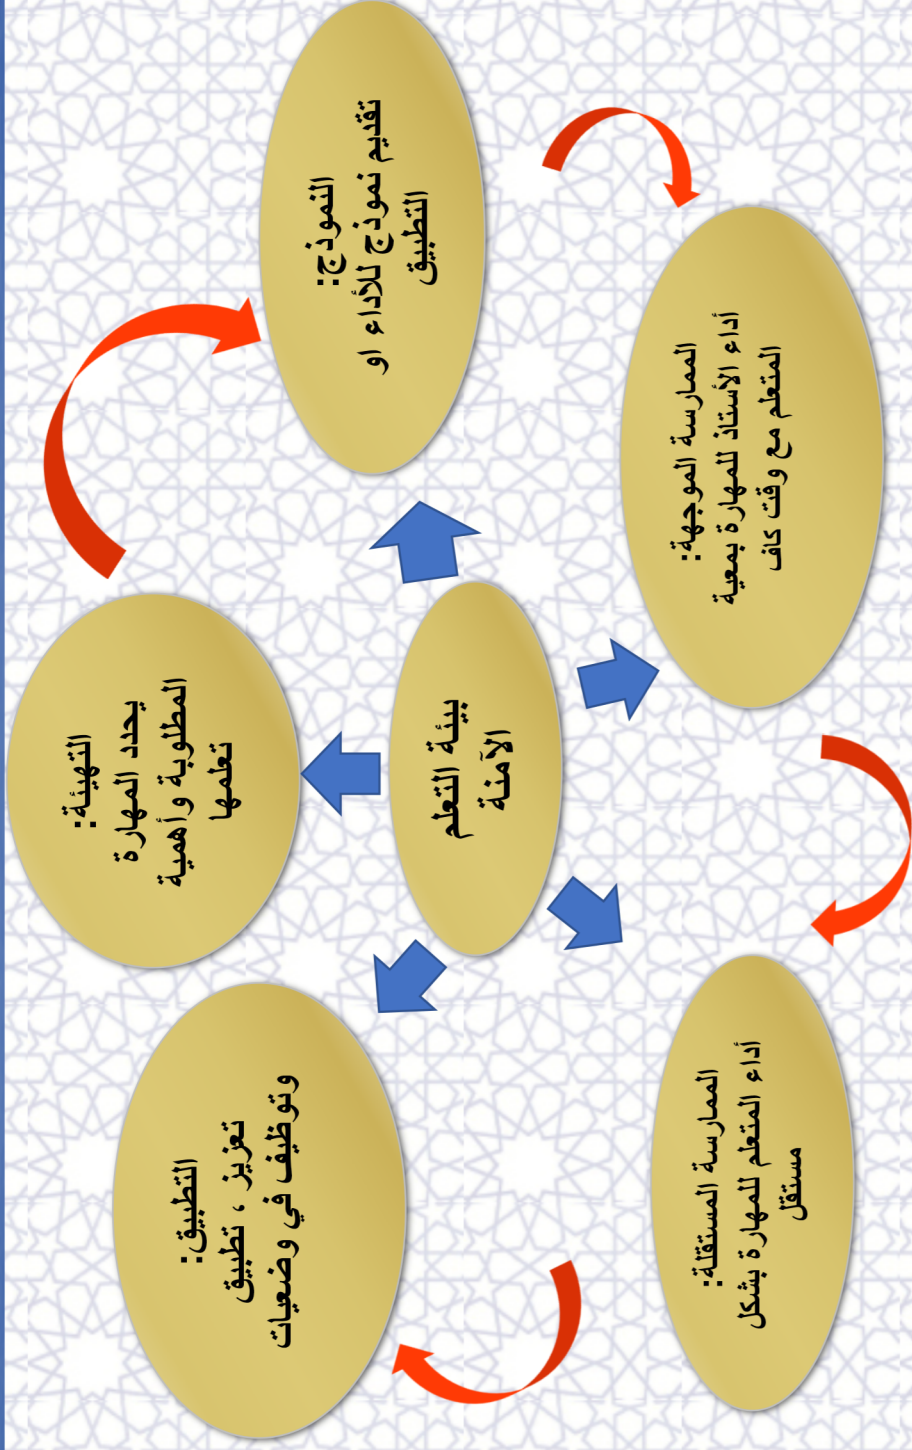 بيئة التعلم
الآمنة
التهيئة:
يحدد المهارة
المطلوبة وأهمية
تعلمها
النموذج:
تقديم نموذج للأداء او
التطبيق
الممارسة الموجهة:
أداء الأستاذ للمهارة بمعية
المتعلم مع وقت كاف
الممارسة المستقلة:
أداء المتعلم للمهارة بشكل
مستقل
التطبيق:
تعزيز ، تطبيق
وتوظيف في وضعيات